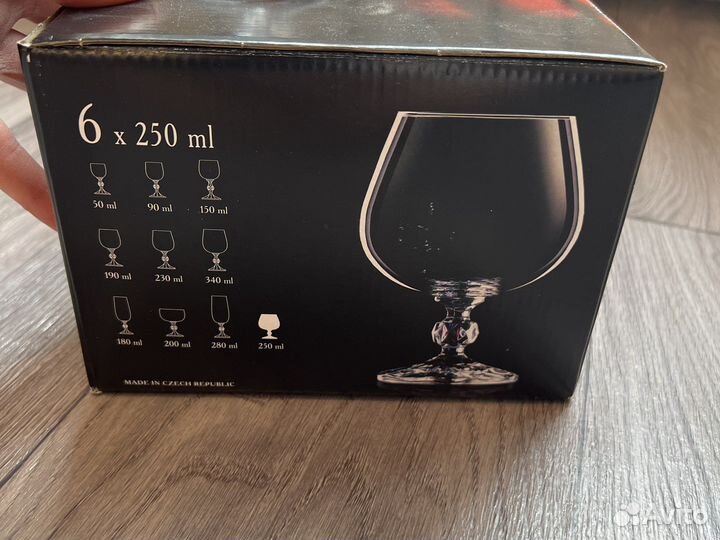 6 x 250 ml
50 ml 90 ml 150 ml
190 ml 230 ml 340 ml
180 ml 200 ml 280 ml 250 ml
MADE IN CZECH REPUBLIC
Avito